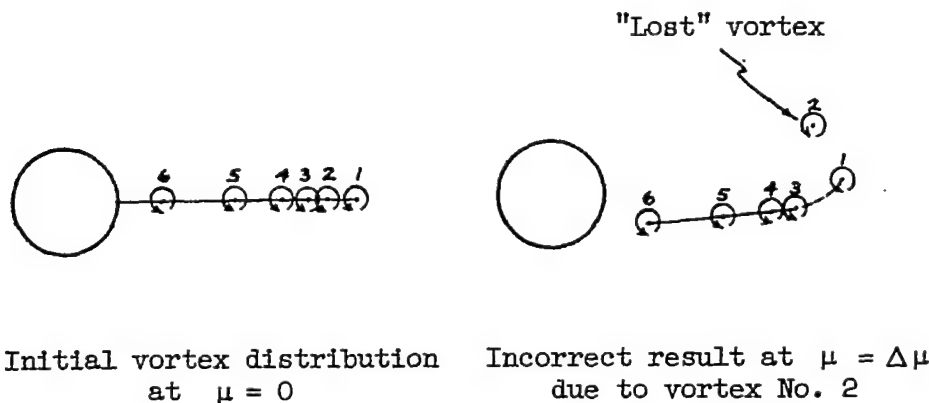 "Lost" vortex
2
6 5 4 3 2 1
1
6 5 4 3
Initial vortex distribution
at μ = 0
Incorrect result at μ = Δμ
due to vortex No. 2